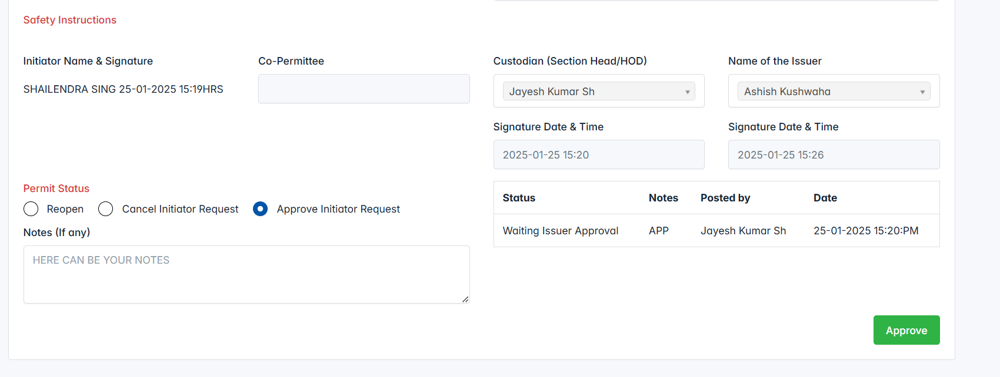 Safety Instructions
Initiator Name & Signature
Co-Permittee
Custodian (Section Head/HOD)
Name of the Issuer
SHAILENDRA SING 25-01-2025 15:19HRS
Jayesh Kumar Sh
Ashish Kushwaha
Signature Date & Time
Signature Date & Time
2025-01-25 15:20
2025-01-25 15:26
Permit Status
Reopen
Cancel Initiator Request
Approve Initiator Request
Notes (If any)
HERE CAN BE YOUR NOTES
Status Notes Posted by Date
Waiting Issuer Approval APP Jayesh Kumar Sh 25-01-2025 15:20:PM
Approve